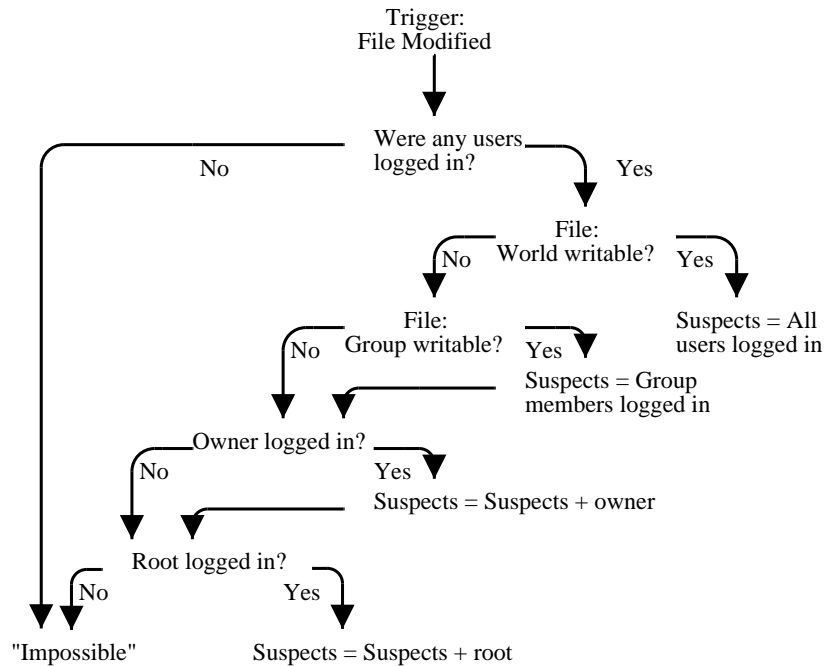 Trigger:
File Modified
Were any users
logged in?
No
Yes
File:
World writable?
No
Yes
File:
Group writable?
Suspects = All
users logged in
No
Yes
Suspects = Group
members logged in
Owner logged in?
No
Yes
Suspects = Suspects + owner
Root logged in?
No
Yes
"Impossible"
Suspects = Suspects + root